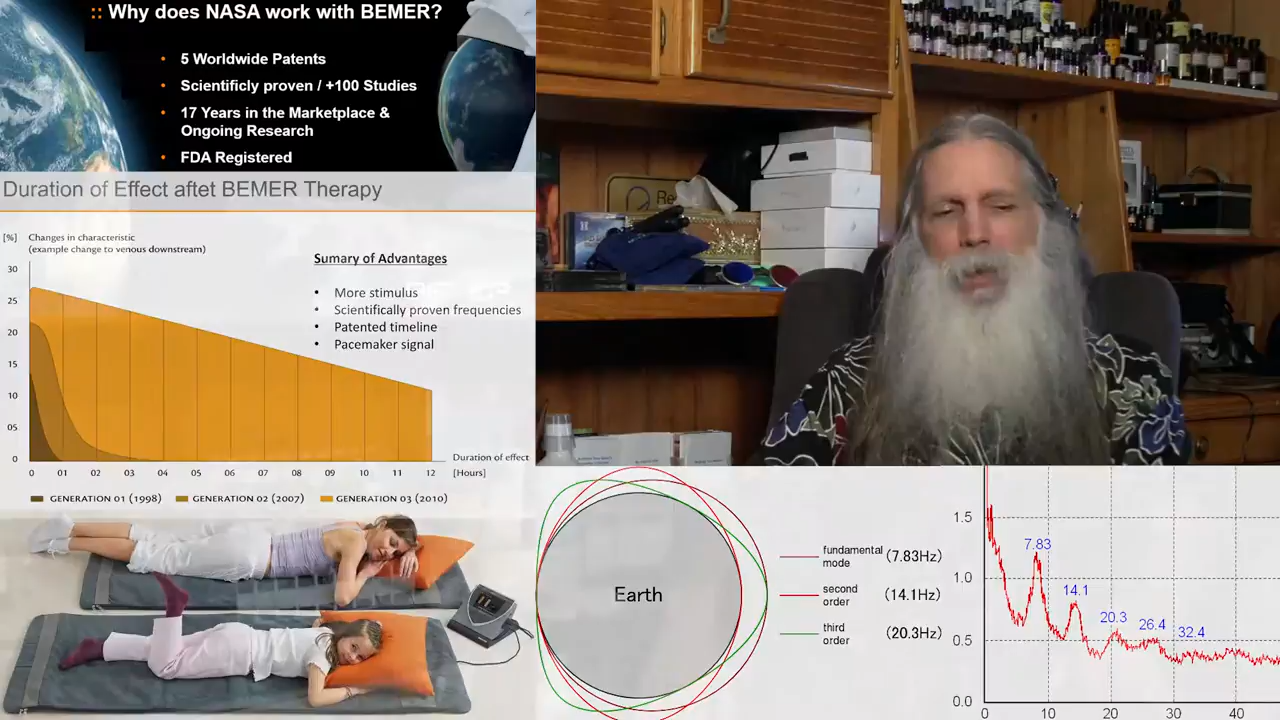 :: Why does NASA work with BEMER?
• 5 Worldwide Patents
• Scientificly proven / +100 Studies
• 17 Years in the Marketplace &
Ongoing Research
• FDA Registered
Duration of Effect aftet BEMER Therapy
[%] Changes in characteristic
(example change to venous downstream)
30
25
20
15
10
05
0
0 01 02 03 04 05 06 07 08 09 10 11 12
Duration of effect
[Hours]
GENERATION 01 (1998) GENERATION 02 (2007) GENERATION 03 (2010)
Sumary of Advantages
• More stimulus
• Scientifically proven frequencies
• Patented timeline
• Pacemaker signal
Re
Earth
fundamental
mode
(7.83Hz)
second
order
(14.1Hz)
third
order
(20.3Hz)
1.5
1.0
0.5
0.0
7.83
14.1
20.3
26.4
32.4
0 10 20 30 40